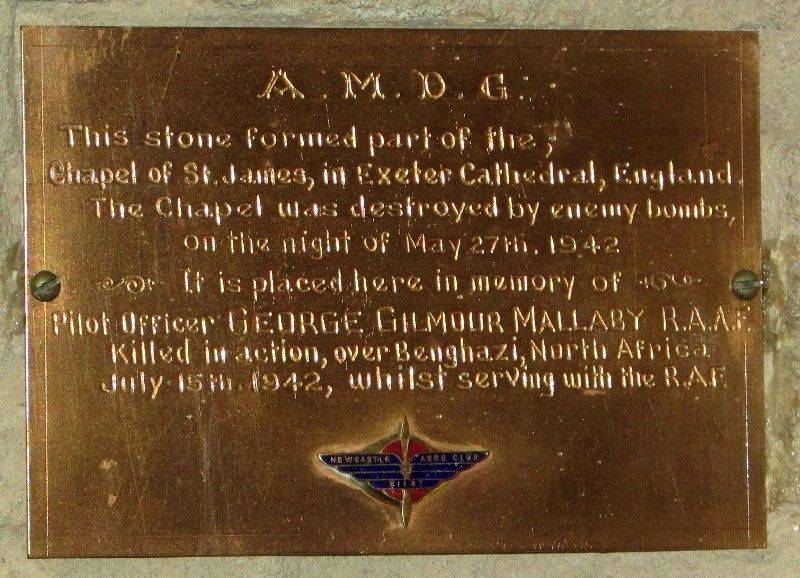 A.M.D.G.
This stone formed part of the,
Chapel of St. James, in Exeter Cathedral, England.
The Chapel was destroyed by enemy bombs,
on the night of May 27th. 1942
It is placed here in memory of
Pilot Officer GEORGE GILMOUR MALLABY R.A.A.F.
Killed in action, over Benghazi, North Africa
July 15th. 1942, whilst serving with the R.A.F.
NEWCASTLE AERO CLUB
PILOT